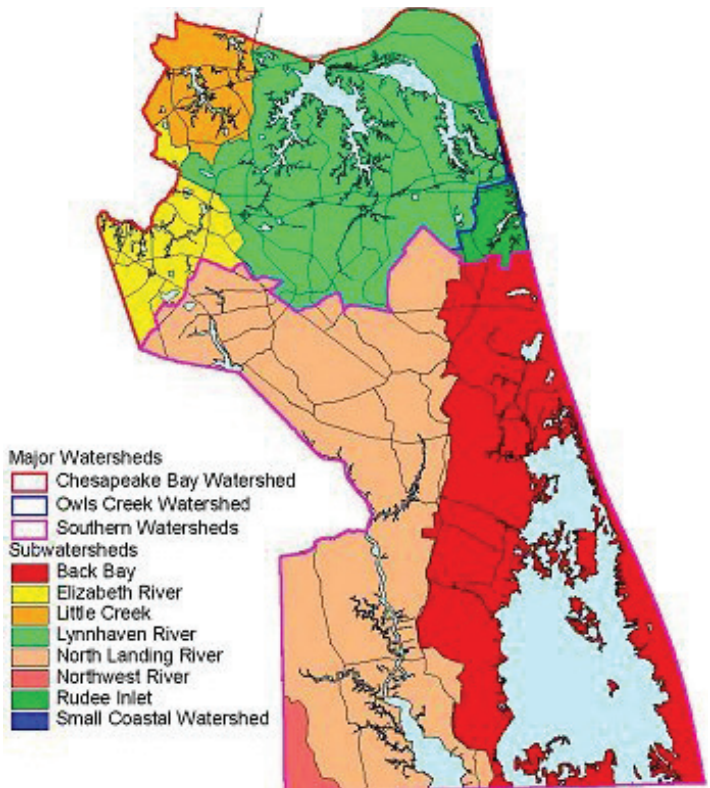 Major Watersheds
Chesapeake Bay Watershed
Owls Creek Watershed
Southern Watersheds
Subwatersheds
Back Bay
Elizabeth River
Little Creek
Lynnhaven River
North Landing River
Northwest River
Rudee Inlet
Small Coastal Watershed